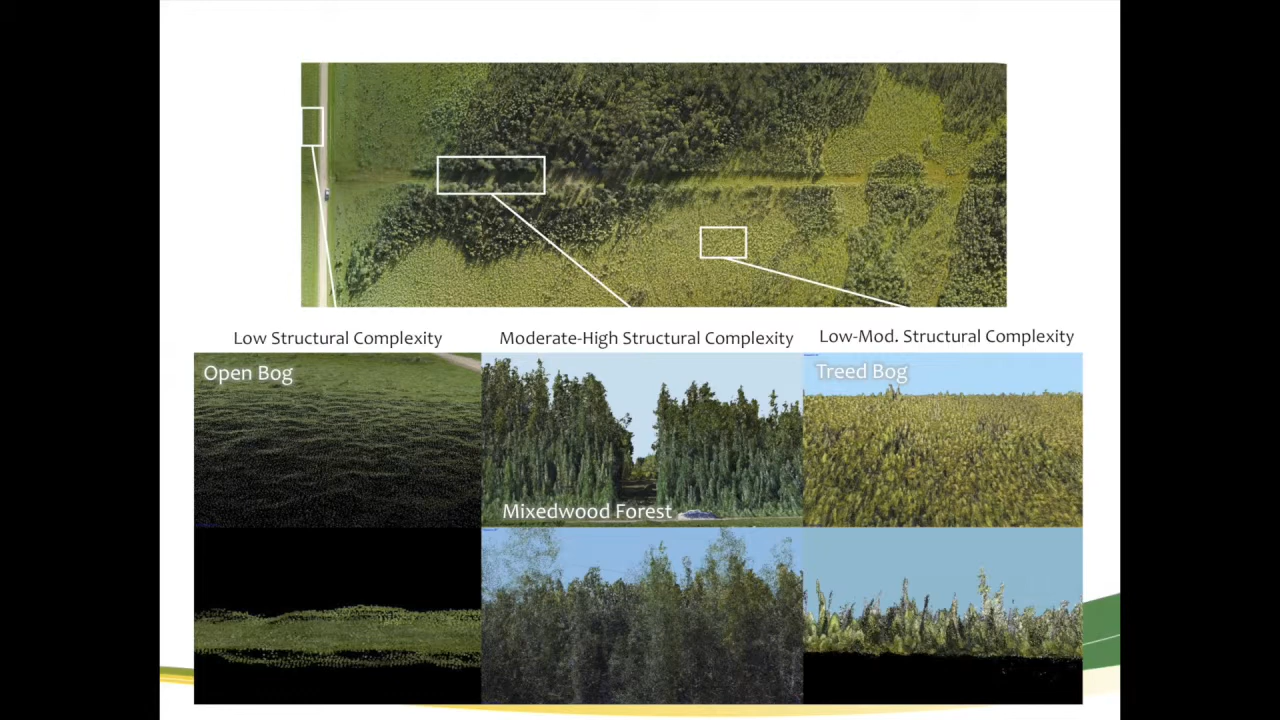 Low Structural Complexity
Moderate-High Structural Complexity
Low-Mod. Structural Complexity
Open Bog
Treed Bog
Mixedwood Forest